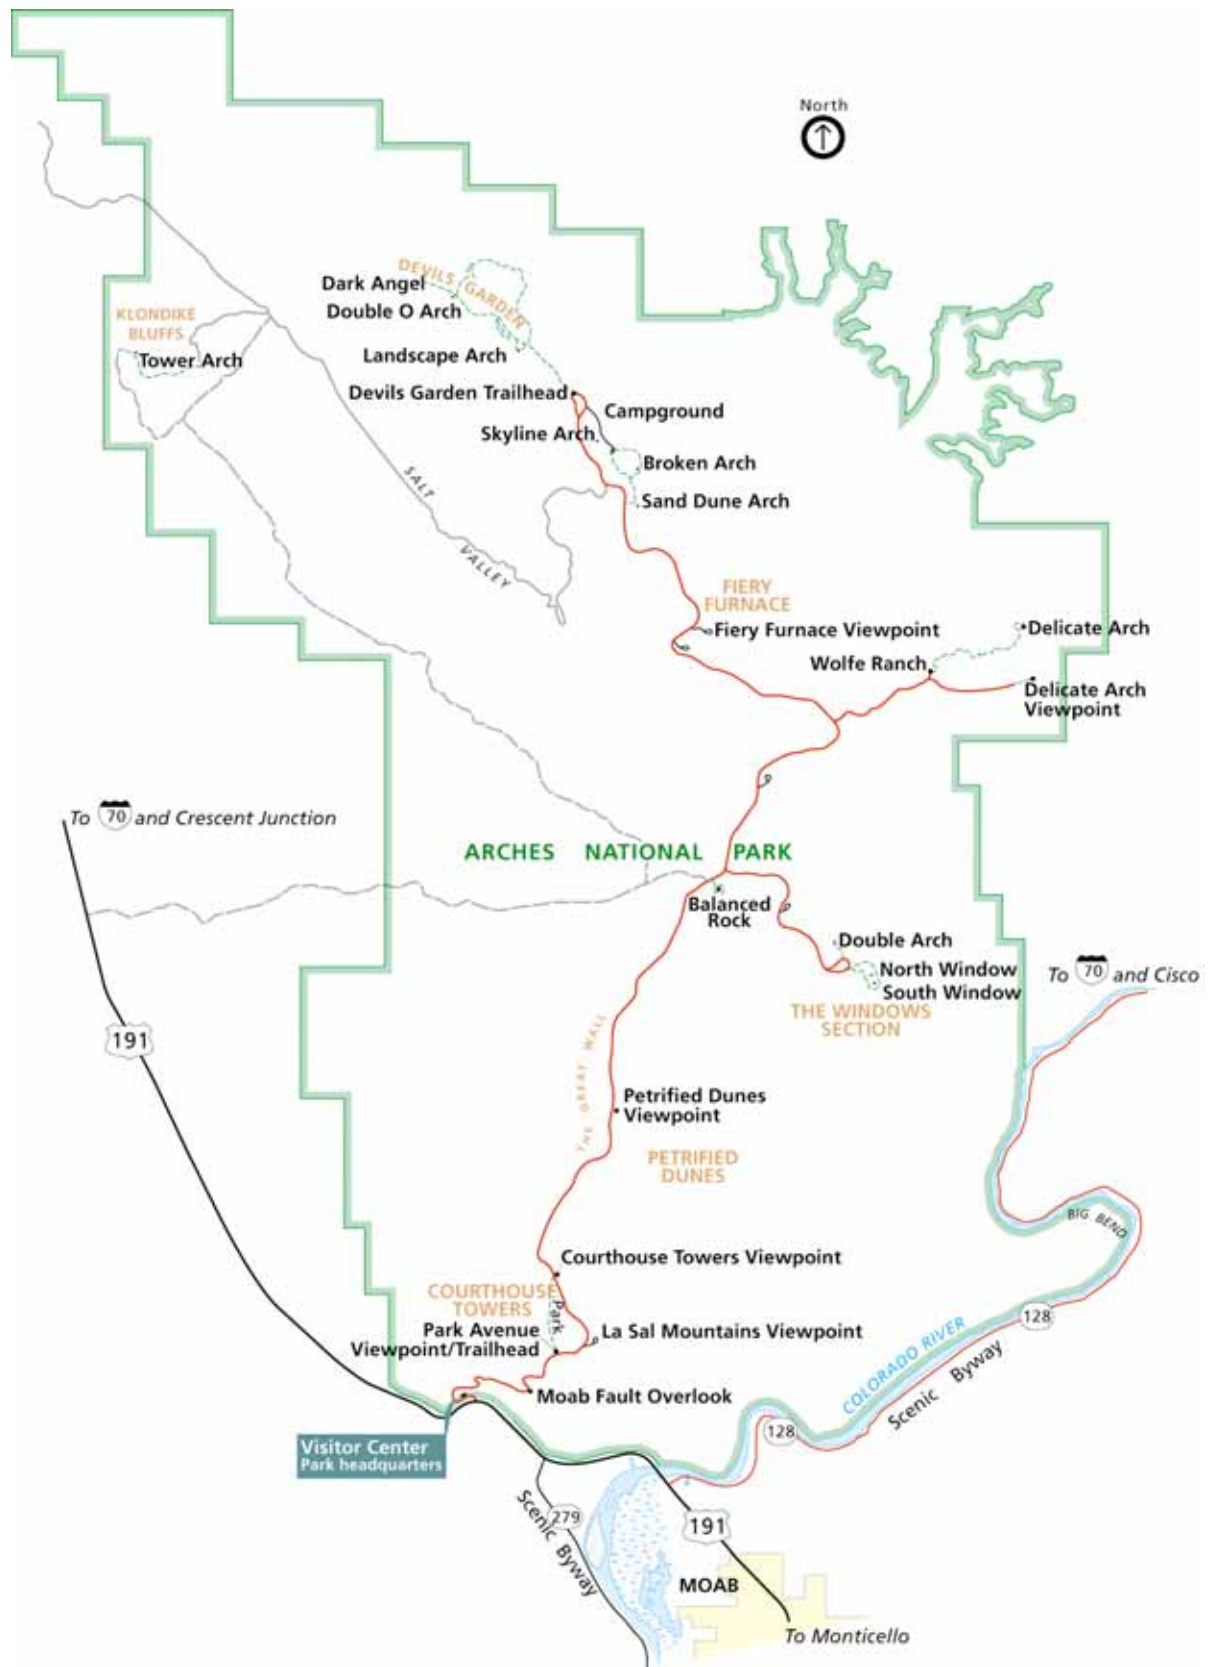 North
DEVILS GARDEN
Dark Angel
Double O Arch
KLONDIKE
BLUFFS
Tower Arch
Landscape Arch
Devils Garden Trailhead
Campground
Skyline Arch
Broken Arch
SALT
Sand Dune Arch
VALLEY
FIERY
FURNACE
Fiery Furnace Viewpoint
Delicate Arch
Wolfe Ranch
Delicate Arch
Viewpoint
To 70 and Crescent Junction
ARCHES NATIONAL PARK
Balanced
Rock
Double Arch
North Window
South Window
To 70 and Cisco
THE WINDOWS
SECTION
191
THE GREAT WALL
Petrified Dunes
Viewpoint
PETRIFIED
DUNES
BIG BEND
Courthouse Towers Viewpoint
COURTHOUSE
TOWERS
Park
Park Avenue
Viewpoint/Trailhead
La Sal Mountains Viewpoint
128
COLORADO RIVER
Scenic Byway
Moab Fault Overlook
128
Visitor Center
Park headquarters
Scenic Byway
279
191
MOAB
To Monticello